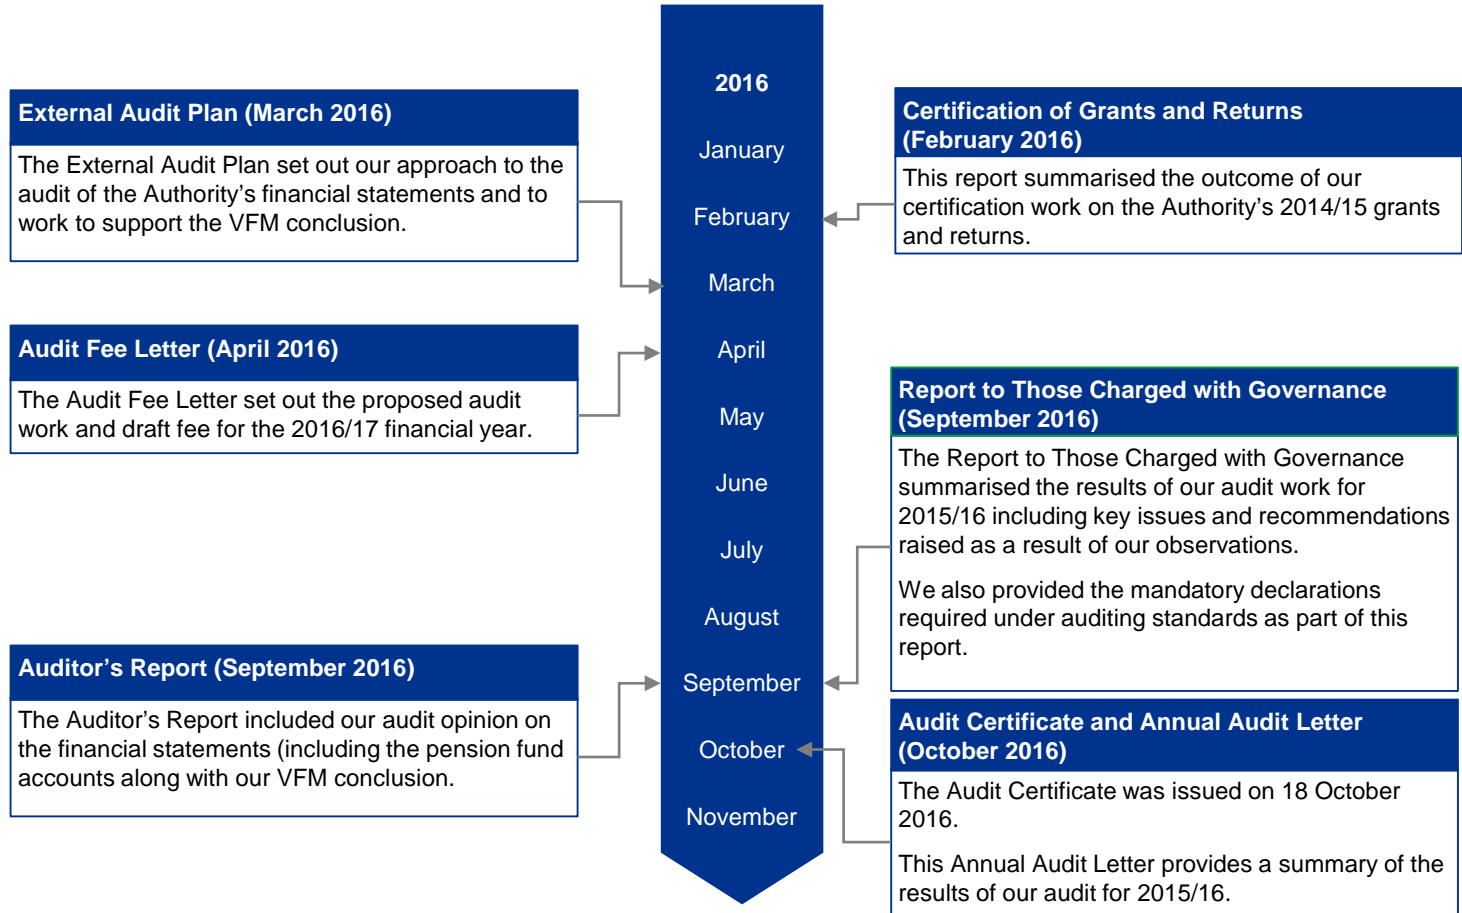 External Audit Plan (March 2016)
The External Audit Plan set out our approach to the
audit of the Authority’s financial statements and to
work to support the VFM conclusion.
Audit Fee Letter (April 2016)
The Audit Fee Letter set out the proposed audit
work and draft fee for the 2016/17 financial year.
Auditor’s Report (September 2016)
The Auditor’s Report included our audit opinion on
the financial statements (including the pension fund
accounts along with our VFM conclusion.
2016
January
February
March
April
May
June
July
August
September
October
November
Certification of Grants and Returns
(February 2016)
This report summarised the outcome of our
certification work on the Authority’s 2014/15 grants
and returns.
Report to Those Charged with Governance
(September 2016)
The Report to Those Charged with Governance
summarised the results of our audit work for
2015/16 including key issues and recommendations
raised as a result of our observations.
We also provided the mandatory declarations
required under auditing standards as part of this
report.
Audit Certificate and Annual Audit Letter
(October 2016)
The Audit Certificate was issued on 18 October
2016.
This Annual Audit Letter provides a summary of the
results of our audit for 2015/16.